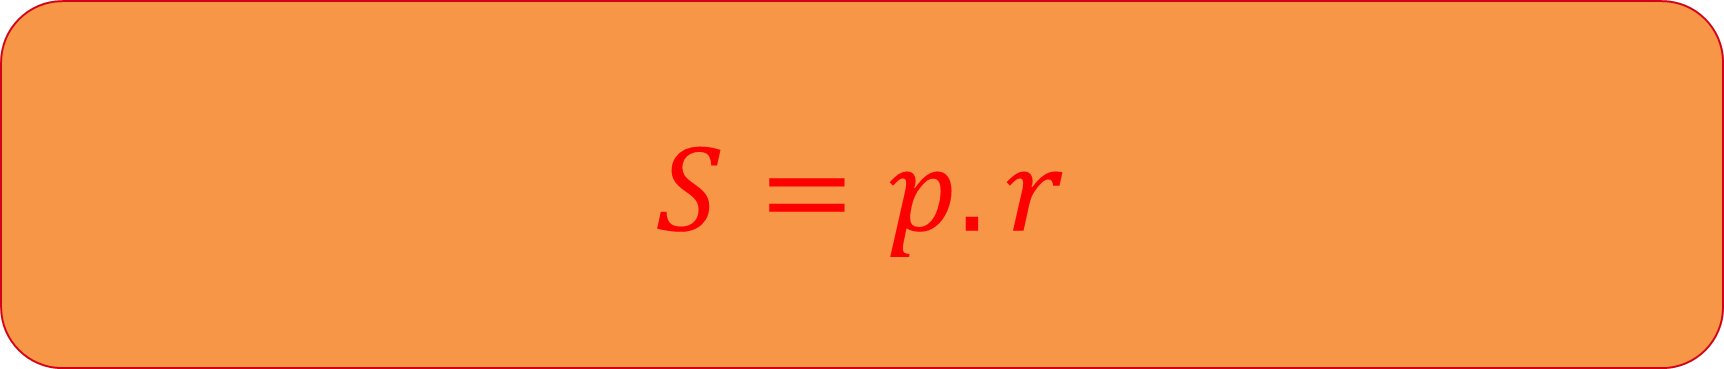 S = p.r